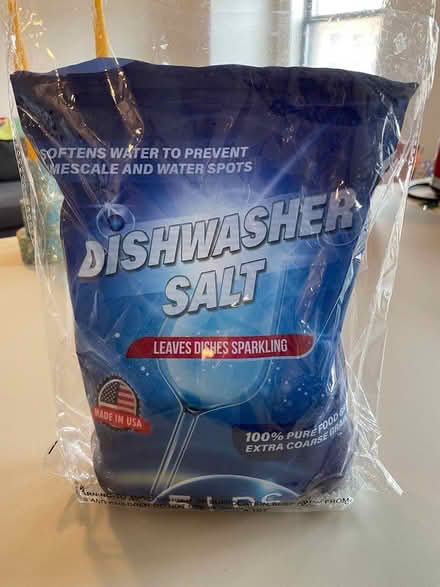 SOFTENS WATER TO PREVENT
MESCALE AND WATER SPOTS
DISHWASHER
SALT
LEAVES DISHES SPARKLING
MADE IN USA
100% PURE FOOD
EXTRA COARSE